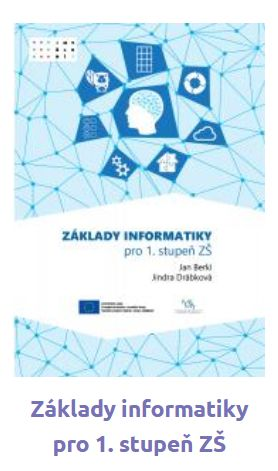 ZÁKLADY INFORMATIKY
pro 1. stupeň ZŠ
Jan Berki
Jindra Drábková
Základy informatiky
pro 1. stupeň ZŠ